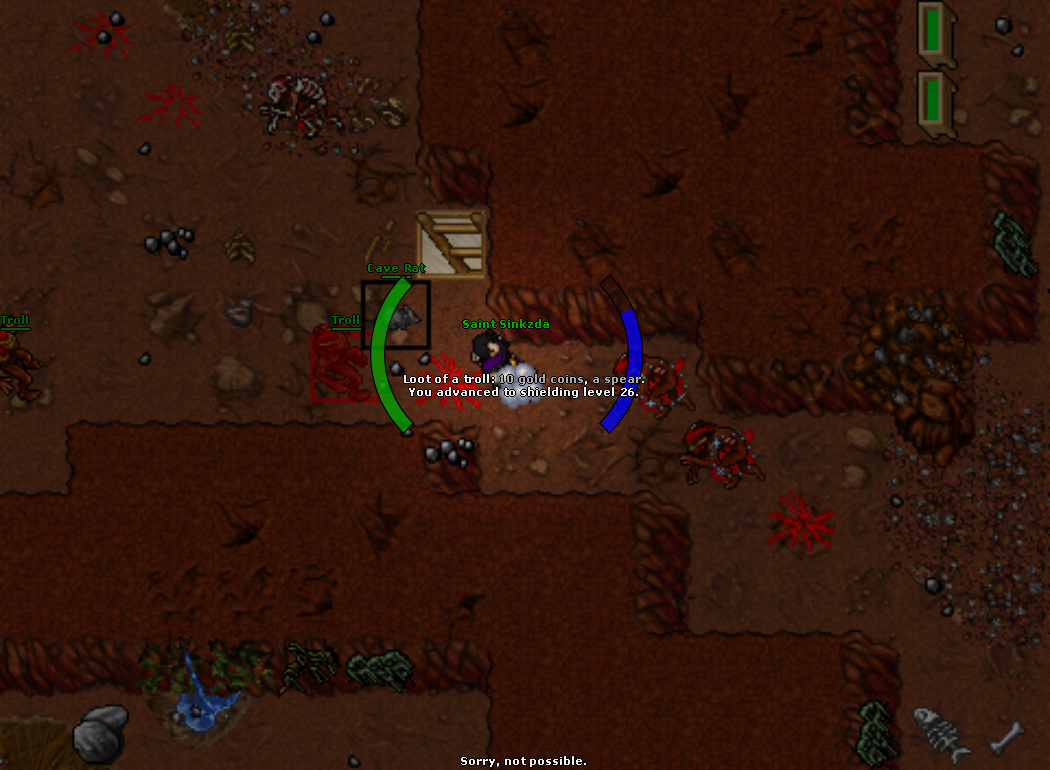 Cave Rat
Troll
Troll
Saint Sinkzda
Loot of a troll: 10 gold coins, a spear.
You advanced to shielding level 26.
Sorry, not possible.